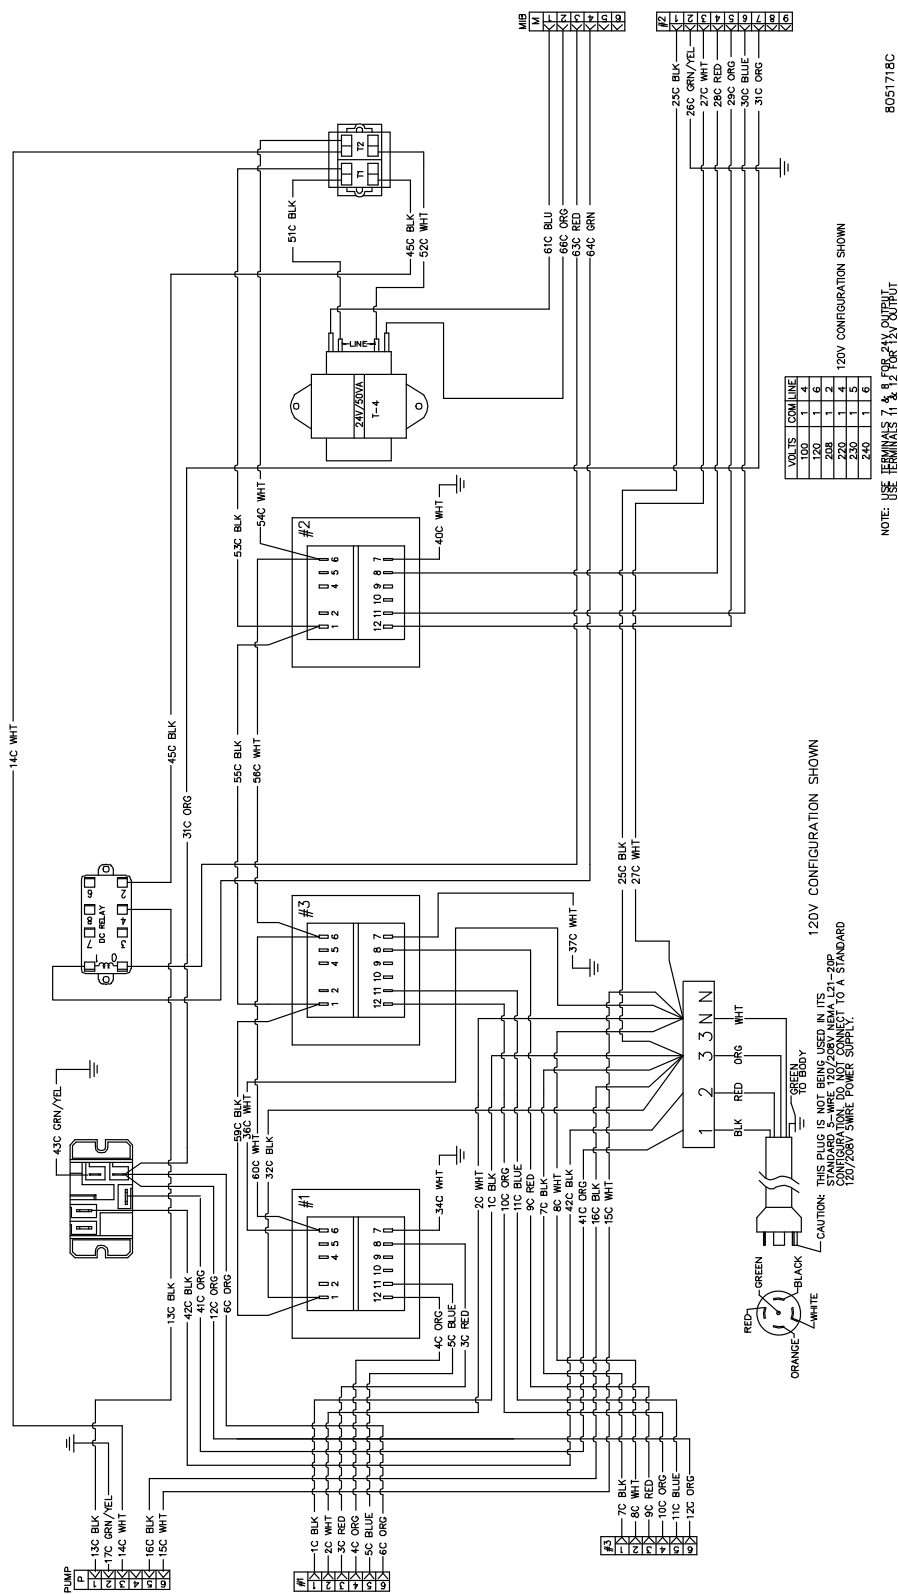 MIB
M
1
2
3
4
5
6
#2
1
2
3
4
5
6
7
8
9
61C BLU
66C ORG
63C RED
64C GRN
25C BLK
26C GRN/YEL
27C WHT
28C RED
29C ORG
30C BLUE
31C ORG
8051718C
T1
T2
51C BLK
45C BLK
52C WHT
LINE
24V/50VA
T-4
14C WHT
53C BLK
54C WHT
#2
1
2
4
5
6
12
11
10
9
8
7
40C WHT
VOLTS COM LINE
100 1 4
120 1 6
208 1 2
220 1 4
230 1 5
240 1 6
120V CONFIGURATION SHOWN
NOTE: USE TERMINALS 7 & 8 FOR 24V OUTPUT
USE TERMINALS 11 & 12 FOR 12V OUTPUT
45C BLK
31C ORG
55C BLK
56C WHT
25C BLK
27C WHT
DC RELAY
6
2
8
4
7
3
1
0
#3
1
2
4
5
6
12
11
10
9
8
7
37C WHT
43C GRN/YEL
59C BLK
36C WHT
60C WHT
32C BLK
#1
1
2
4
5
6
12
11
10
9
8
7
34C WHT
13C BLK
42C BLK
41C ORG
12C ORG
6C ORG
4C ORG
5C BLUE
3C RED
2C WHT
1C BLK
10C ORG
11C BLUE
9C RED
7C BLK
8C WHT
42C BLK
41C ORG
16C BLK
15C WHT
1 2 3 3 N N
BLK
RED
ORG
WHT
GREEN
TO BODY
120V CONFIGURATION SHOWN
CAUTION: THIS PLUG IS NOT BEING USED IN ITS
STANDARD 5-WIRE 120/208V NEMA L21-20P
CONFIGURATION. DO NOT CONNECT TO A STANDARD
120/208V 5WIRE POWER SUPPLY.
RED
GREEN
BLACK
WHITE
ORANGE
PUMP
P
1
2
3
4
5
6
13C BLK
17C GRN/YEL
14C WHT
16C BLK
15C WHT
#1
1
2
3
4
5
6
1C BLK
2C WHT
3C RED
4C ORG
5C BLUE
6C ORG
#3
1
2
3
4
5
6
7C BLK
8C WHT
9C RED
10C ORG
11C BLUE
12C ORG